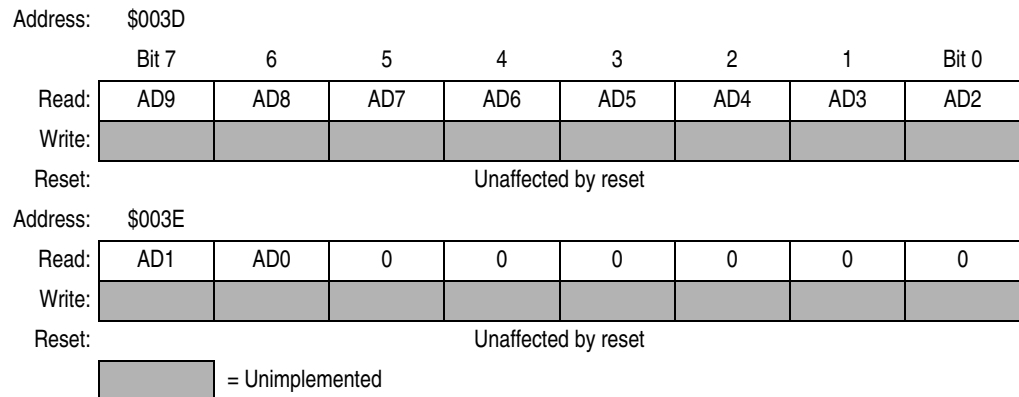 Address: $003D
Bit 7 6 5 4 3 2 1 Bit 0
Read: AD9 AD8 AD7 AD6 AD5 AD4 AD3 AD2
Write:
Reset: Unaffected by reset
Address: $003E
Read: AD1 AD0 0 0 0 0 0 0
Write:
Reset: Unaffected by reset
= Unimplemented